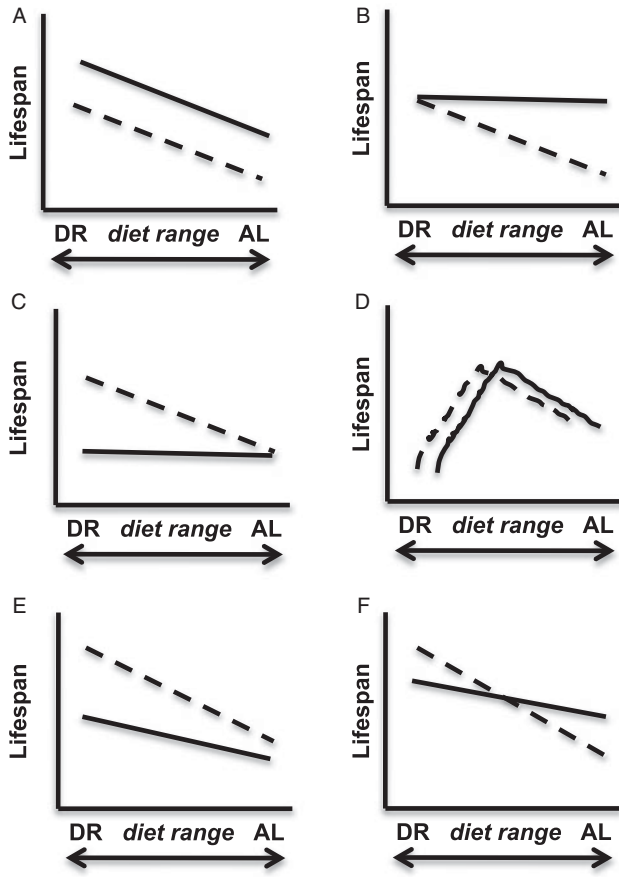 A
Lifespan
DR diet range AL
B
Lifespan
DR diet range AL
C
Lifespan
DR diet range AL
D
Lifespan
DR diet range AL
E
Lifespan
DR diet range AL
F
Lifespan
DR diet range AL